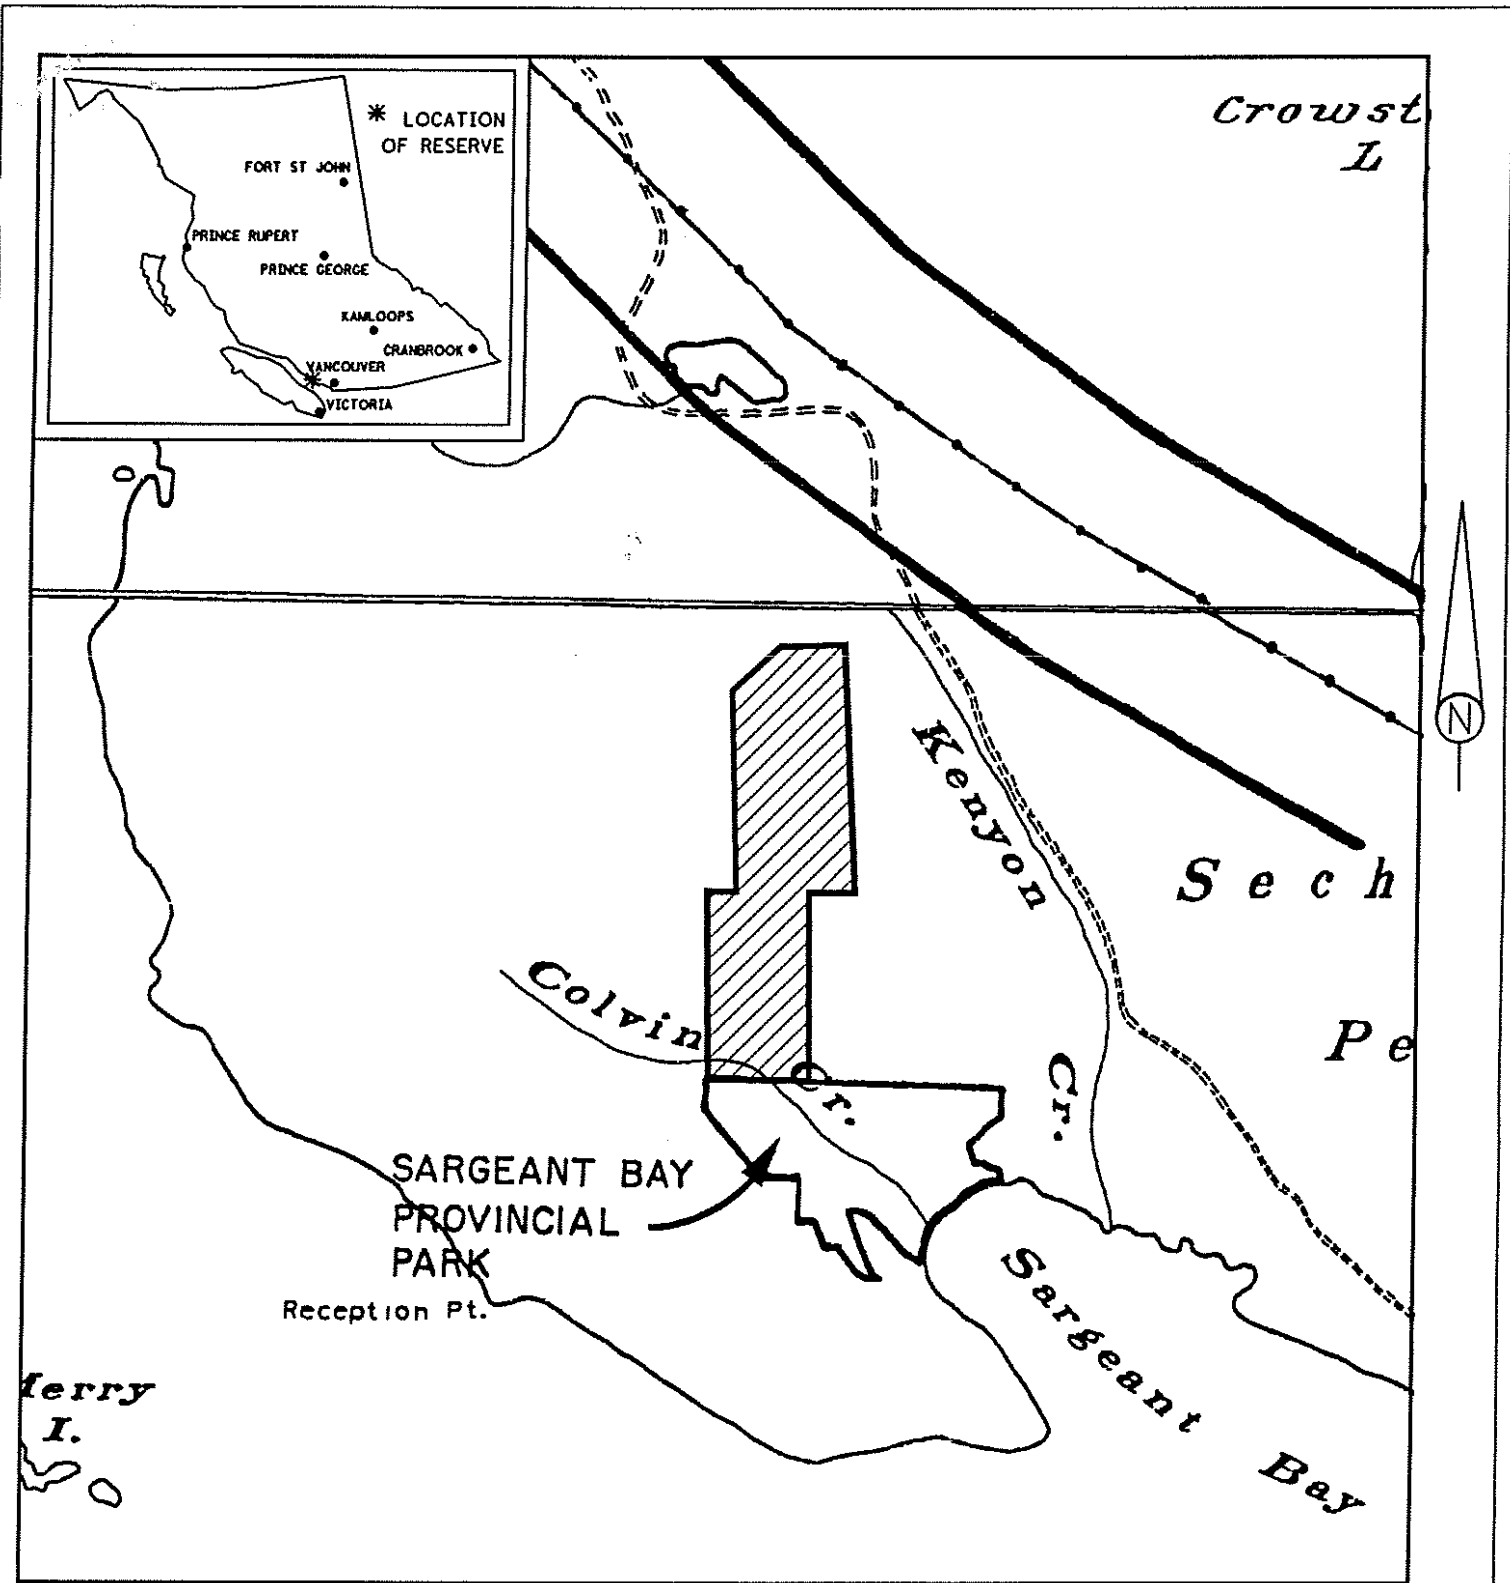 * LOCATION
OF RESERVE
FORT ST JOHN
PRINCE RUPERT
PRINCE GEORGE
KAMLOOPS
CRANBROOK
VANCOUVER
VICTORIA
Crowst
L
N
Kenyon
Cr.
Sech
Pe
Colvin
Cr.
SARGEANT BAY
PROVINCIAL
PARK
Reception Pt.
Sargeant
Bay
Merry
I.